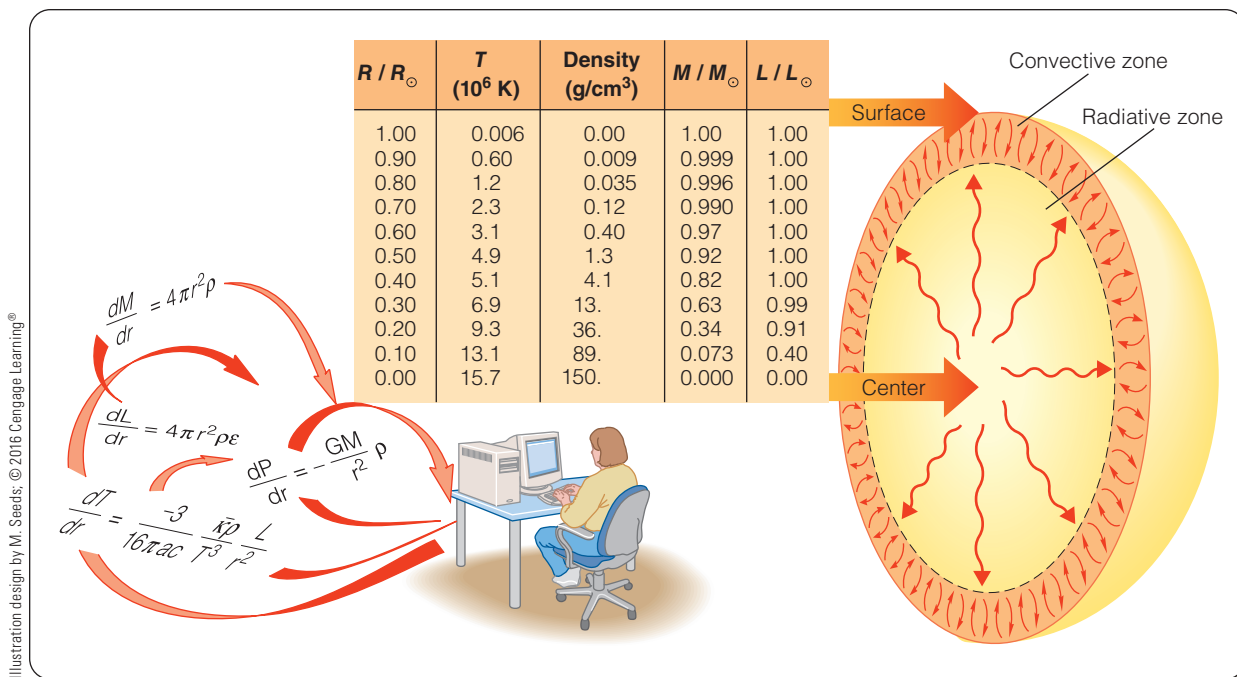 R / R☉ T (10⁶ K) Density (g/cm³) M / M☉ L / L☉
1.00 0.006 0.00 1.00 1.00
0.90 0.60 0.009 0.999 1.00
0.80 1.2 0.035 0.996 1.00
0.70 2.3 0.12 0.990 1.00
0.60 3.1 0.40 0.97 1.00
0.50 4.9 1.3 0.92 1.00
0.40 5.1 4.1 0.82 1.00
0.30 6.9 13. 0.63 0.99
0.20 9.3 36. 0.34 0.91
0.10 13.1 89. 0.073 0.40
0.00 15.7 150. 0.000 0.00
Surface
Center
Convective zone
Radiative zone
dM/dr = 4πr²ρ
dL/dr = 4πr²ρε
dP/dr = - GM/r² ρ
dT/dr = -3/16πac κ̄ρ/T³ L/r²
Illustration design by M. Seeds; © 2016 Cengage Learning®